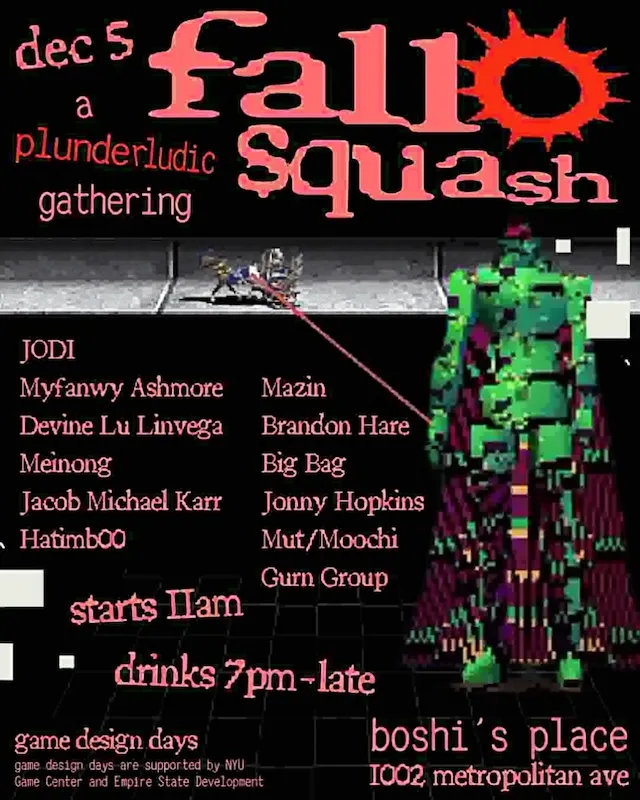 dec 5
fall
squash
a
plunderludic
gathering
JODI
Myfanwy Ashmore
Devine Lu Linvega
Meinong
Jacob Michael Karr
Hatimb00
Mazin
Brandon Hare
Big Bag
Jonny Hopkins
Mut/Moochi
Gurn Group
starts 11am
drinks 7pm-late
game design days
game design days are supported by NYU
Game Center and Empire State Development
boshi's place
1002 metropolitan ave